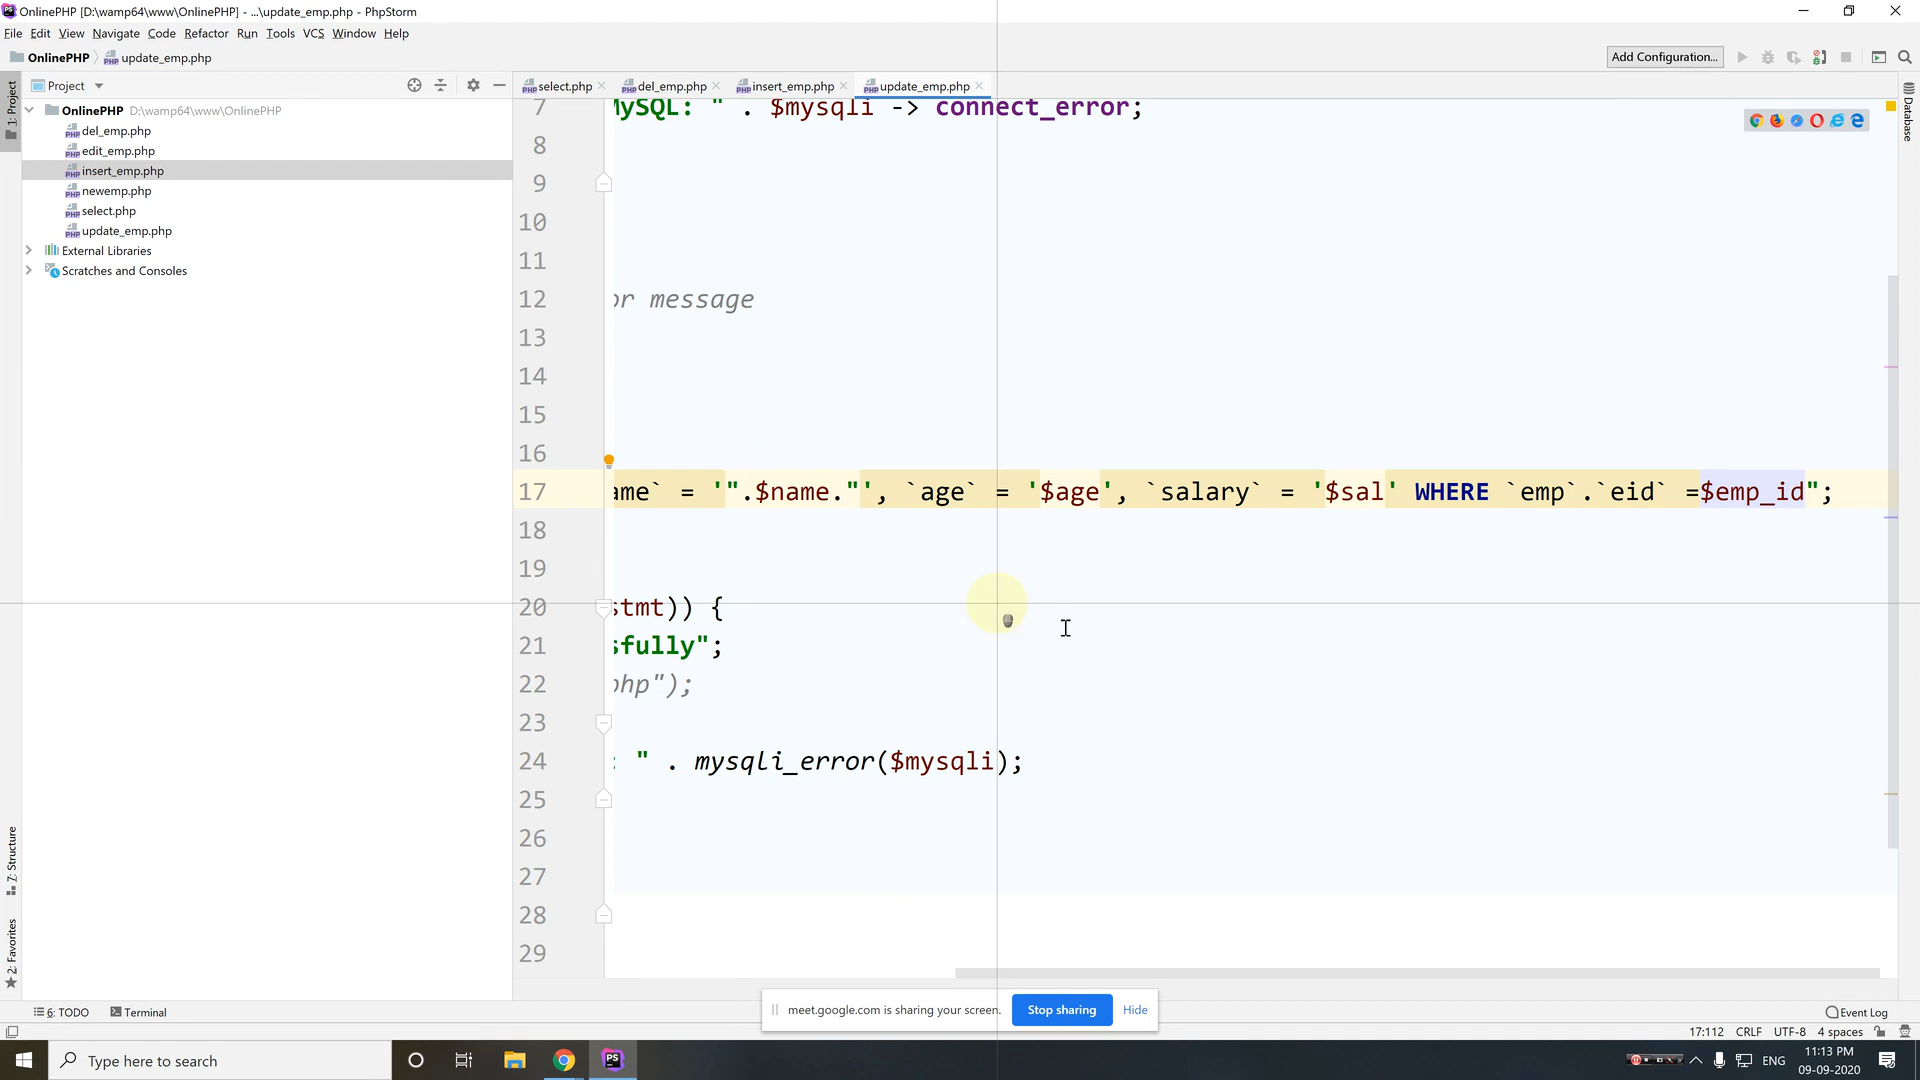 OnlinePHP [D:\wamp64\www\OnlinePHP] - ...\update_emp.php - PhpStorm
File Edit View Navigate Code Refactor Run Tools VCS Window Help
OnlinePHP update_emp.php Add Configuration...
Project select.php del_emp.php insert_emp.php update_emp.php
1: Project
Database
OnlinePHP D:\wamp64\www\OnlinePHP
del_emp.php
edit_emp.php
insert_emp.php
newemp.php
select.php
update_emp.php
External Libraries
Scratches and Consoles
7 MySQL: " . $mysqli -> connect_error;
8
9
10
11
12 or message
13
14
15
16
17 ame` = '".$name."', `age` = '$age', `salary` = '$sal' WHERE `emp`.`eid` =$emp_id";
18
19
20 stmt)) {
21 sfully";
22 php");
23
24 : " . mysqli_error($mysqli);
25
26
27
28
29
7: Structure
2: Favorites
meet.google.com is sharing your screen. Stop sharing Hide
6: TODO Terminal Event Log
17:112 CRLF UTF-8 4 spaces
Type here to search
PS
ENG
11:13 PM
09-09-2020